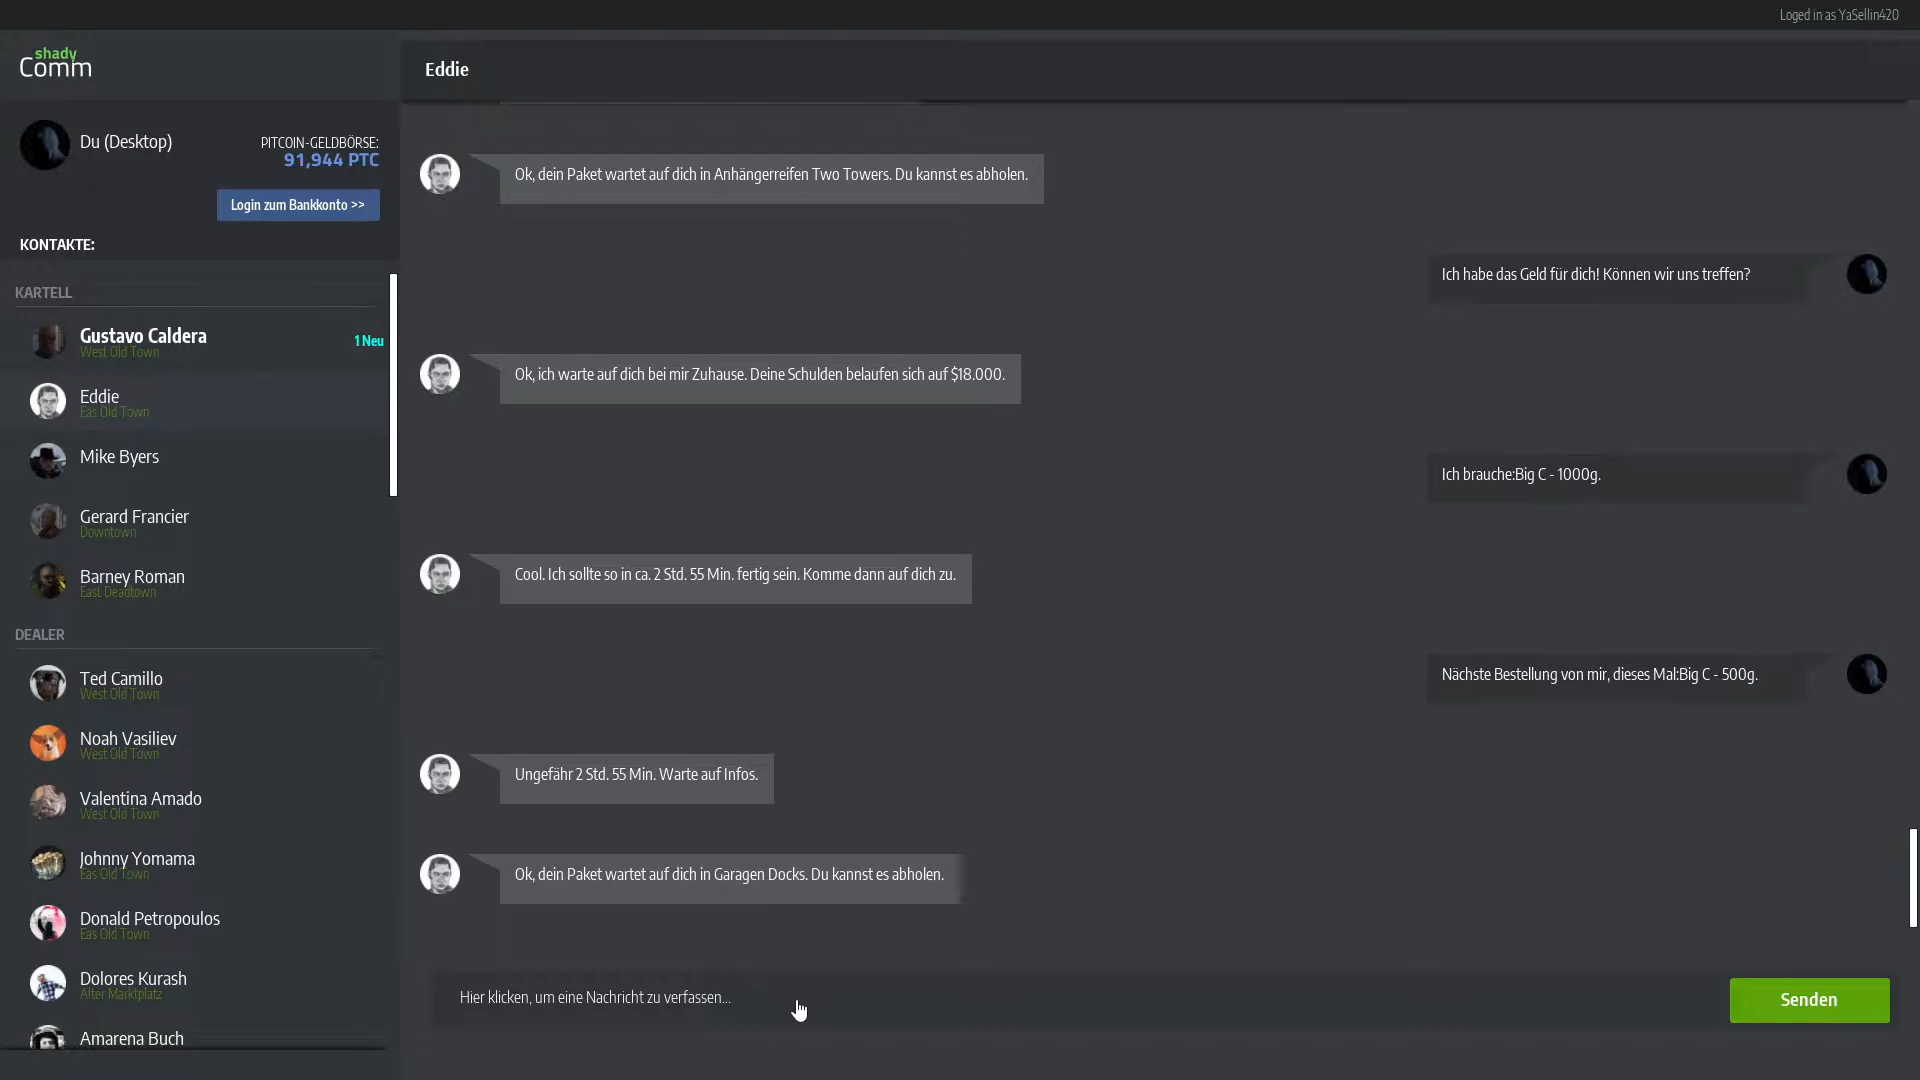 Loged in as YaSellin420
shady
Comm
Eddie
Du (Desktop)
PITCOIN-GELDBÖRSE:
91,944 PTC
Login zum Bankkonto >>
KONTAKTE:
KARTELL
Gustavo Caldera
West Old Town
1 Neu
Eddie
Eas Old Town
Mike Byers
Gerard Francier
Downtown
Barney Roman
East Deadtown
DEALER
Ted Camillo
West Old Town
Noah Vasiliev
West Old Town
Valentina Amado
West Old Town
Johnny Yomama
Eas Old Town
Donald Petropoulos
Eas Old Town
Dolores Kurash
Alter Marktplatz
Amarena Buch
Ok, dein Paket wartet auf dich in Anhängerreifen Two Towers. Du kannst es abholen.
Ich habe das Geld für dich! Können wir uns treffen?
Ok, ich warte auf dich bei mir Zuhause. Deine Schulden belaufen sich auf $18.000.
Ich brauche:Big C - 1000g.
Cool. Ich sollte so in ca. 2 Std. 55 Min. fertig sein. Komme dann auf dich zu.
Nächste Bestellung von mir, dieses Mal:Big C - 500g.
Ungefähr 2 Std. 55 Min. Warte auf Infos.
Ok, dein Paket wartet auf dich in Garagen Docks. Du kannst es abholen.
Hier klicken, um eine Nachricht zu verfassen...
Senden